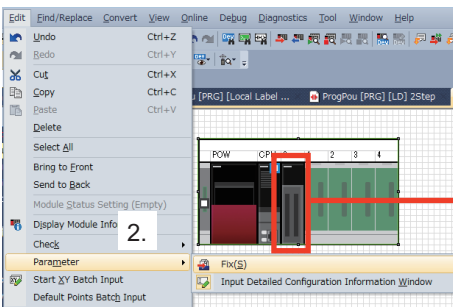 Edit Find/Replace Convert View Online Debug Diagnostics Tool Window Help
Undo Ctrl+Z
Redo Ctrl+Y
Cut Ctrl+X
Copy Ctrl+C
Paste Ctrl+V
Delete
Select All
Bring to Front
Send to Back
Module Status Setting (Empty)
Display Module Info
Check
Parameter
Start XY Batch Input
Default Points Batch Input
2.
Fix(S)
Input Detailed Configuration Information Window
[PRG] [Local Label ... ProgPou [PRG] [LD] 2Step
POW CPU 0 1 2 3 4